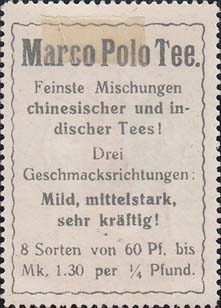 Marco Polo Tee.
Feinste Mischungen
chinesischer und in-
discher Tees!
Drei
Geschmacksrichtungen:
Mild, mittelstark,
sehr kräftig!
8 Sorten von 60 Pf. bis
Mk. 1.30 per ¼ Pfund.